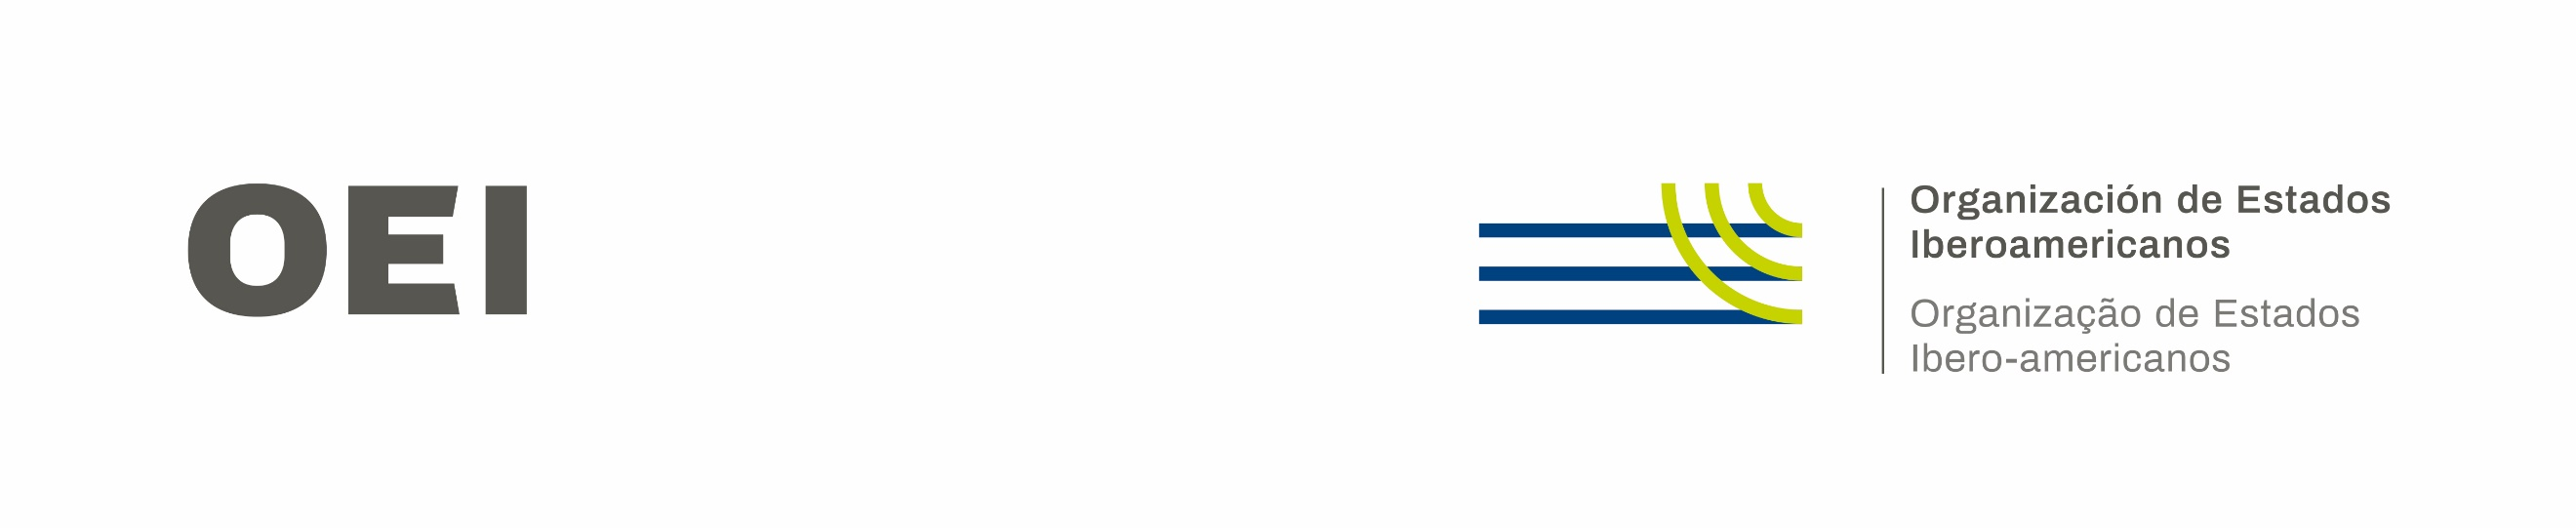 OEI
Organización de Estados
Iberoamericanos
Organização de Estados
Ibero-americanos